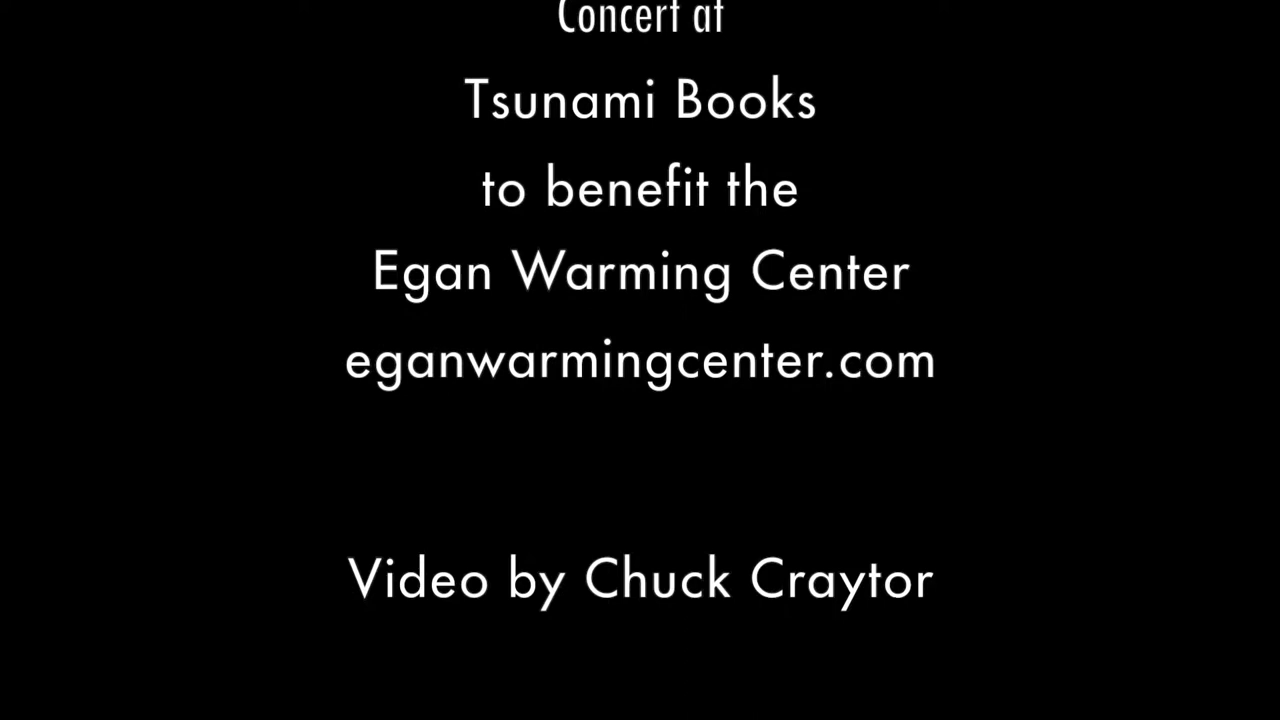 Concert at
Tsunami Books
to benefit the
Egan Warming Center
eganwarmingcenter.com
Video by Chuck Craytor